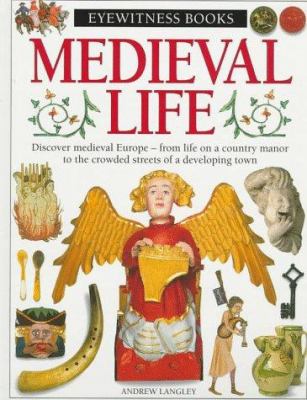 EYEWITNESS BOOKS
MEDIEVAL
LIFE
Discover medieval Europe – from life on a country manor
to the crowded streets of a developing town
ANDREW LANGLEY